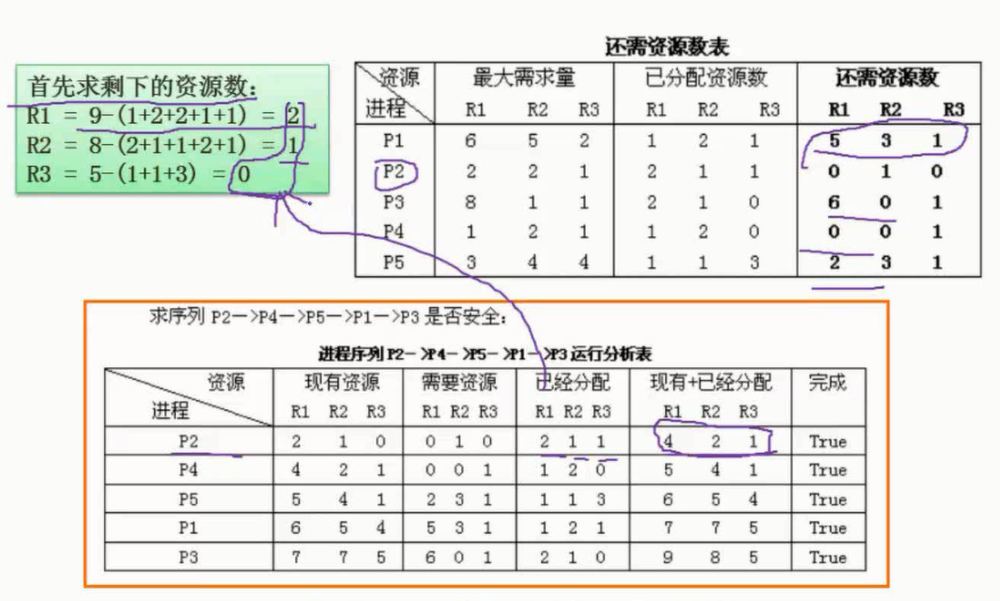 首先求剩下的资源数：
R1 = 9-(1+2+2+1+1) = 2
R2 = 8-(2+1+1+2+1) = 1
R3 = 5-(1+1+3) = 0
还需资源数表
资源 最大需求量 已分配资源数 还需资源数
进程 R1 R2 R3 R1 R2 R3 R1 R2 R3
P1 6 5 2 1 2 1 5 3 1
P2 2 2 1 2 1 1 0 1 0
P3 8 1 1 2 1 0 6 0 1
P4 1 2 1 1 2 0 0 0 1
P5 3 4 4 1 1 3 2 3 1
求序列 P2—>P4—>P5—>P1—>P3 是否安全：
进程序列 P2—>P4—>P5—>P1—>P3 运行分析表
资源 现有资源 需要资源 已经分配 现有+已经分配 完成
进程 R1 R2 R3 R1 R2 R3 R1 R2 R3 R1 R2 R3
P2 2 1 0 0 1 0 2 1 1 4 2 1 True
P4 4 2 1 0 0 1 1 2 0 5 4 1 True
P5 5 4 1 2 3 1 1 1 3 6 5 4 True
P1 6 5 4 5 3 1 1 2 1 7 7 5 True
P3 7 7 5 6 0 1 2 1 0 9 8 5 True